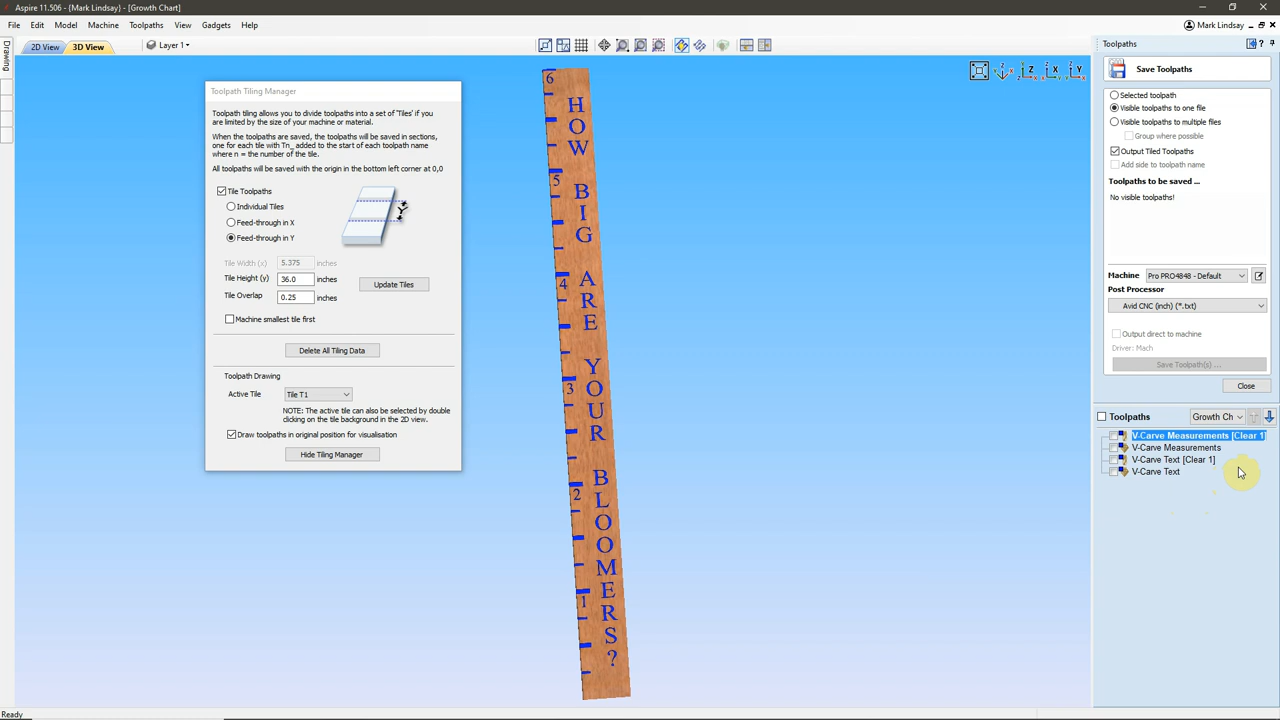 Aspire 11.506 - {Mark Lindsay} - [Growth Chart]
File Edit Model Machine Toolpaths View Gadgets Help
Mark Lindsay
2D View 3D View Layer 1
Drawing
Toolpath Tiling Manager
Toolpath tiling allows you to divide toolpaths into a set of 'Tiles' if you
are limited by the size of your machine or material.
When the toolpaths are saved, the toolpaths will be saved in sections,
one for each tile with Tn_ added to the start of each toolpath name
where n = the number of the tile.
All toolpaths will be saved with the origin in the bottom left corner at 0,0
Tile Toolpaths
Individual Tiles
Feed-through in X
Feed-through in Y
Y
Tile Width (x) 5.375 inches
Tile Height (y) 36.0 inches
Update Tiles
Tile Overlap 0.25 inches
Machine smallest tile first
Delete All Tiling Data
Toolpath Drawing
Active Tile Tile T1
NOTE: The active tile can also be selected by double
clicking on the tile background in the 2D view.
Draw toolpaths in original position for visualisation
Hide Tiling Manager
6
5
4
3
2
1
HOW BIG ARE YOUR BLOOMERS?
Z X Y
Toolpaths
Save Toolpaths
Selected toolpath
Visible toolpaths to one file
Visible toolpaths to multiple files
Group where possible
Output Tiled Toolpaths
Add side to toolpath name
Toolpaths to be saved ...
No visible toolpaths!
Machine Pro PRO4848 - Default
Post Processor
Avid CNC (inch) (*.txt)
Output direct to machine
Driver: Mach
Save Toolpath(s) ...
Close
Toolpaths Growth Ch
V-Carve Measurements [Clear 1]
V-Carve Measurements
V-Carve Text [Clear 1]
V-Carve Text
Ready